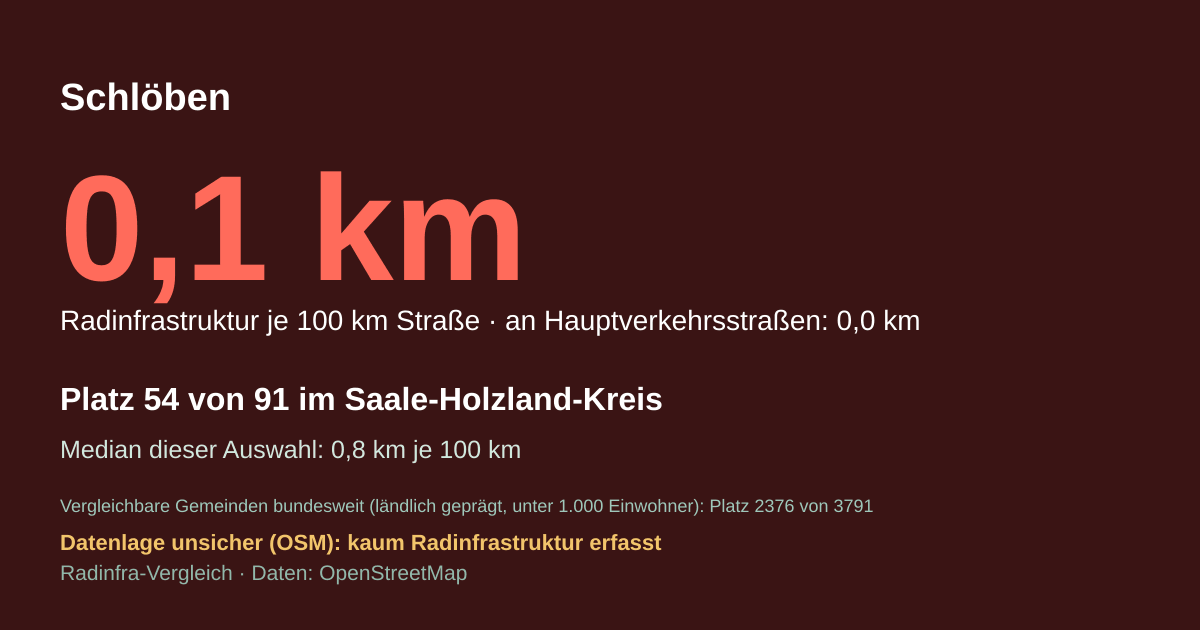 Schlöben
0,1 km
Radinfrastruktur je 100 km Straße · an Hauptverkehrsstraßen: 0,0 km
Platz 54 von 91 im Saale-Holzland-Kreis
Median dieser Auswahl: 0,8 km je 100 km
Vergleichbare Gemeinden bundesweit (ländlich geprägt, unter 1.000 Einwohner): Platz 2376 von 3791
Datenlage unsicher (OSM): kaum Radinfrastruktur erfasst
Radinfra-Vergleich · Daten: OpenStreetMap